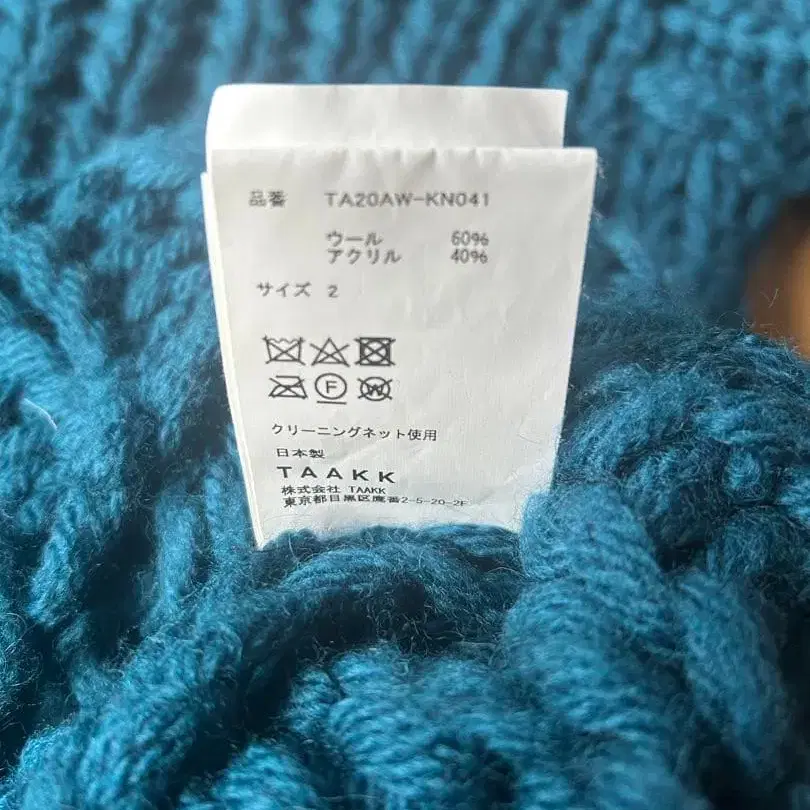 品番 TA20AW-KN041
ウール 60%
アクリル 40%
サイズ 2
F
W
クリーニングネット使用
日本製
TAAKK
株式会社 TAAKK
東京都目黒区鷹番2-5-20-2F